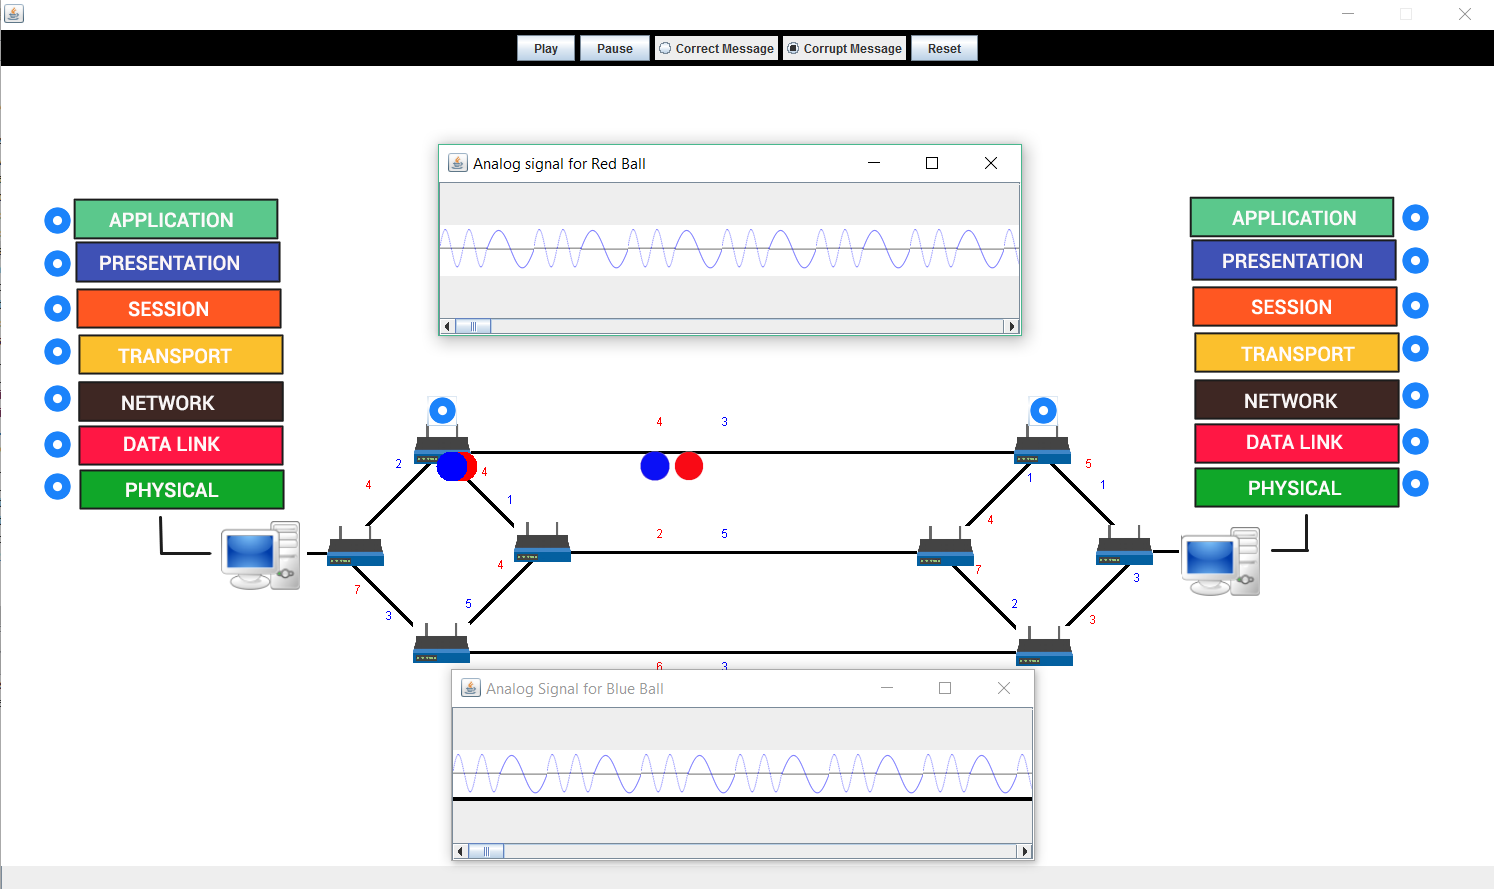 Play Pause Correct Message Corrupt Message Reset
Analog signal for Red Ball
APPLICATION
PRESENTATION
SESSION
TRANSPORT
NETWORK
DATA LINK
PHYSICAL
APPLICATION
PRESENTATION
SESSION
TRANSPORT
NETWORK
DATA LINK
PHYSICAL
4 3
2 4 5
4 1 1 1
2 5 4
4 7
7 3 5 2 3 3
6 3
Analog Signal for Blue Ball